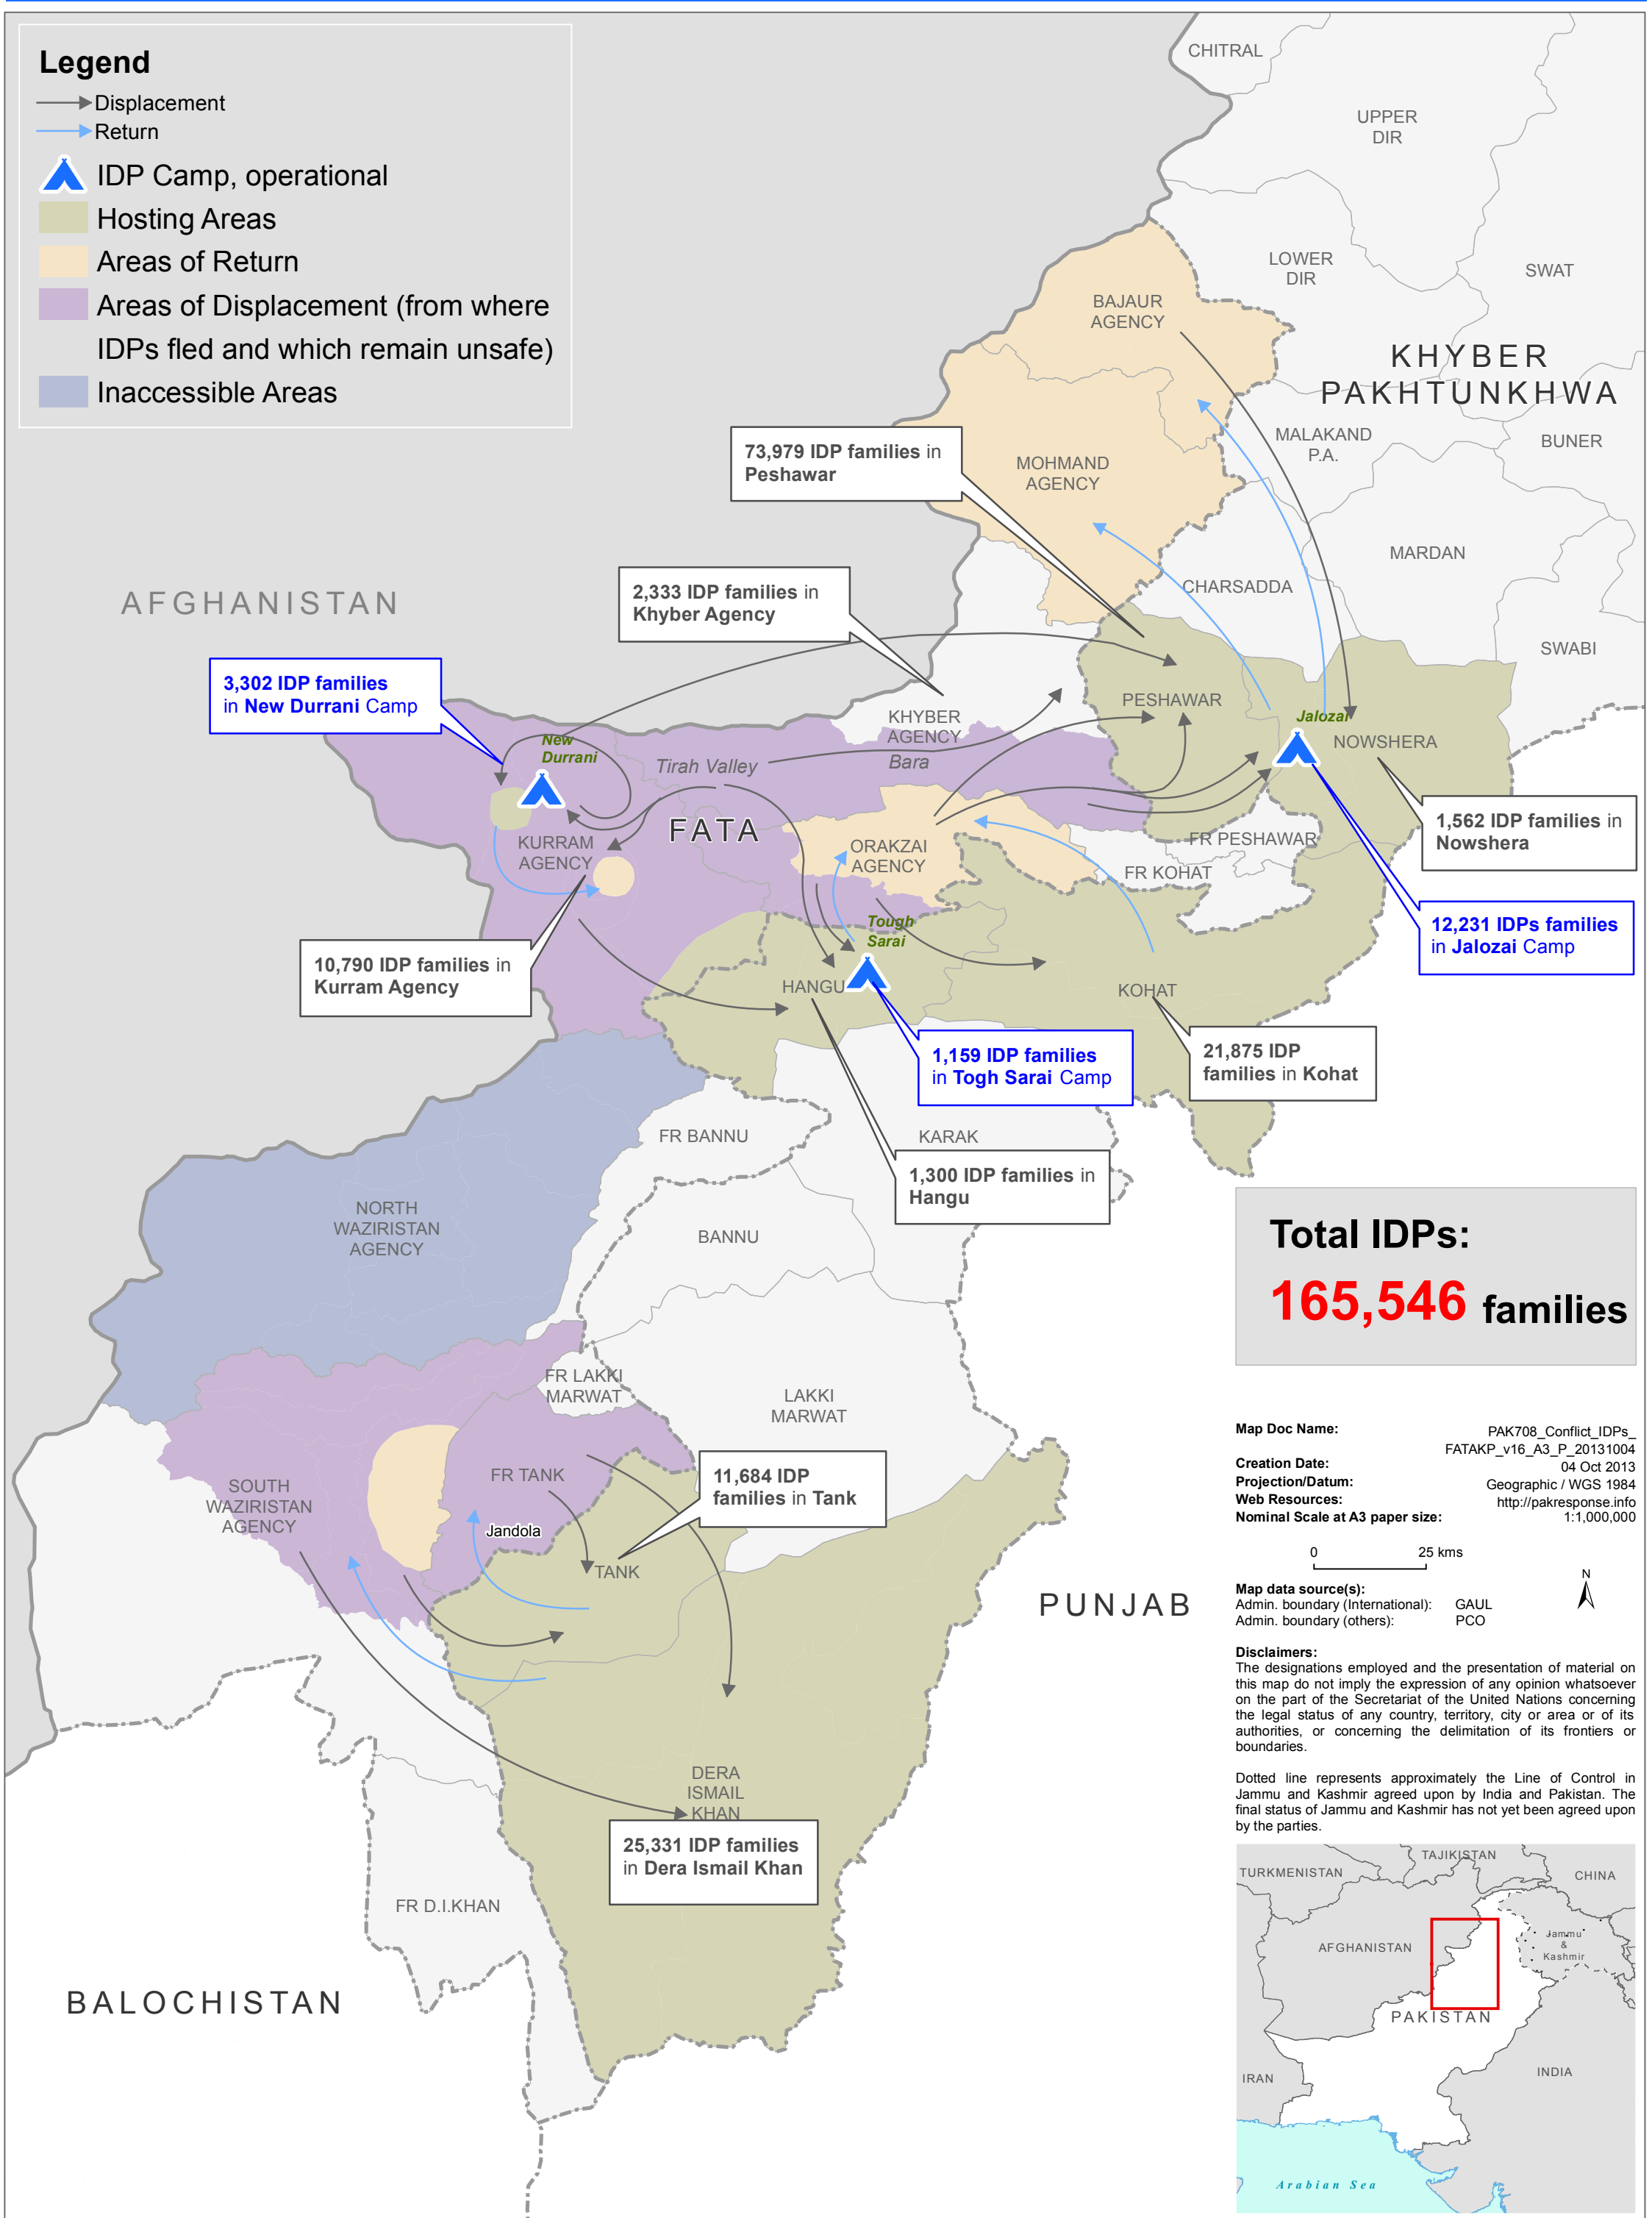 Legend
Displacement
Return
IDP Camp, operational
Hosting Areas
Areas of Return
Areas of Displacement (from where
IDPs fled and which remain unsafe)
Inaccessible Areas
CHITRAL
UPPER
DIR
LOWER
DIR
SWAT
BAJAUR
AGENCY
KHYBER
PAKHTUNKHWA
MALAKAND
P.A.
BUNER
73,979 IDP families in
Peshawar
MOHMAND
AGENCY
MARDAN
CHARSADDA
AFGHANISTAN
2,333 IDP families in
Khyber Agency
SWABI
3,302 IDP families
in New Durrani Camp
PESHAWAR
KHYBER
AGENCY
Jalozai
NOWSHERA
New
Durrani
Tirah Valley
Bara
FATA
1,562 IDP families in
Nowshera
KURRAM
AGENCY
ORAKZAI
AGENCY
FR PESHAWAR
FR KOHAT
Tough
Sarai
12,231 IDPs families
in Jalozai Camp
10,790 IDP families in
Kurram Agency
HANGU
KOHAT
1,159 IDP families
in Togh Sarai Camp
21,875 IDP
families in Kohat
FR BANNU
KARAK
1,300 IDP families in
Hangu
NORTH
WAZIRISTAN
AGENCY
BANNU
Total IDPs:
165,546 families
FR LAKKI
MARWAT
LAKKI
MARWAT
SOUTH
WAZIRISTAN
AGENCY
FR TANK
11,684 IDP
families in Tank
Jandola
TANK
PUNJAB
DERA
ISMAIL
KHAN
25,331 IDP families
in Dera Ismail Khan
FR D.I.KHAN
BALOCHISTAN
Map Doc Name: PAK708_Conflict_IDPs_
FATAKP_v16_A3_P_20131004
Creation Date: 04 Oct 2013
Projection/Datum: Geographic / WGS 1984
Web Resources: http://pakresponse.info
Nominal Scale at A3 paper size: 1:1,000,000
0 25 kms
N
Map data source(s):
Admin. boundary (International): GAUL
Admin. boundary (others): PCO
Disclaimers:
The designations employed and the presentation of material on
this map do not imply the expression of any opinion whatsoever
on the part of the Secretariat of the United Nations concerning
the legal status of any country, territory, city or area or of its
authorities, or concerning the delimitation of its frontiers or
boundaries.
Dotted line represents approximately the Line of Control in
Jammu and Kashmir agreed upon by India and Pakistan. The
final status of Jammu and Kashmir has not yet been agreed upon
by the parties.
TURKMENISTAN
TAJIKISTAN
CHINA
AFGHANISTAN
Jammu
&
Kashmir
PAKISTAN
IRAN
INDIA
Arabian Sea